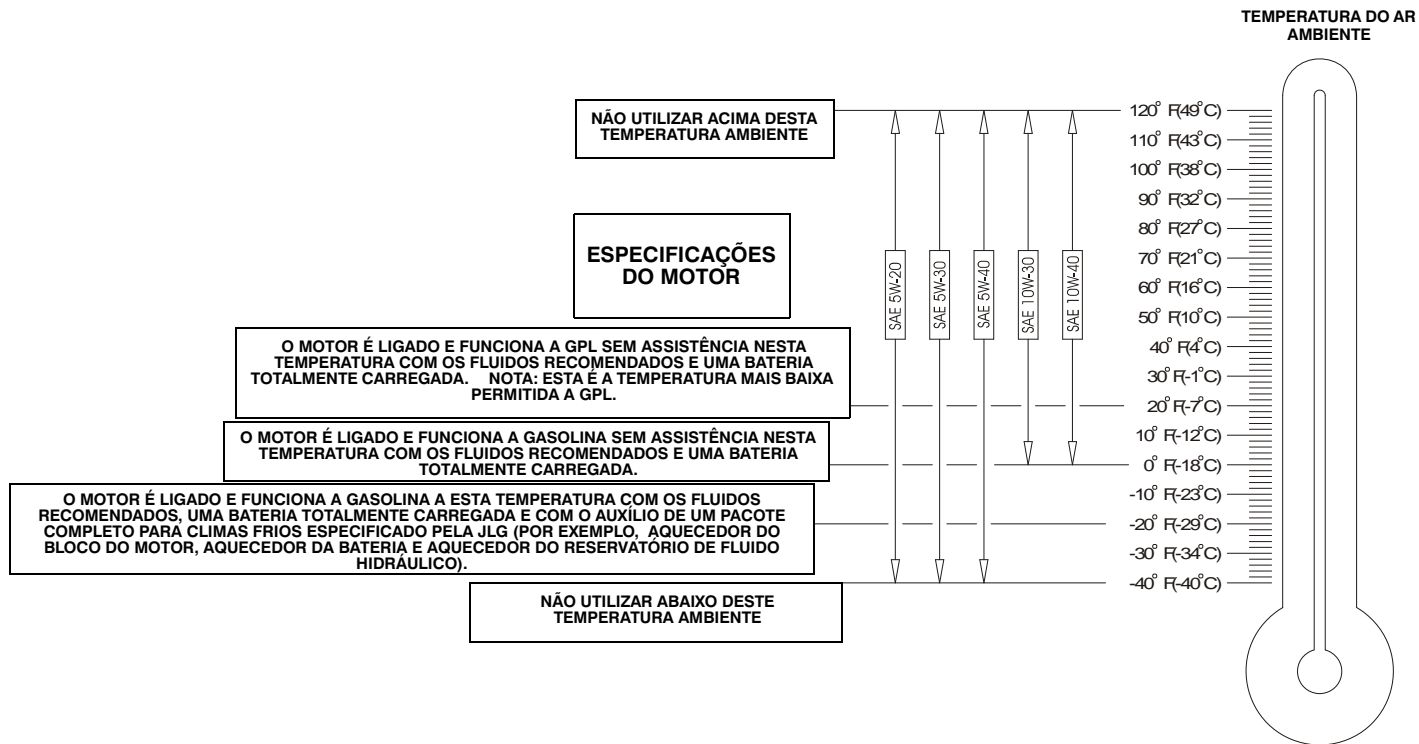 TEMPERATURA DO AR
AMBIENTE
NÃO UTILIZAR ACIMA DESTA
TEMPERATURA AMBIENTE
ESPECIFICAÇÕES
DO MOTOR
O MOTOR É LIGADO E FUNCIONA A GPL SEM ASSISTÊNCIA NESTA
TEMPERATURA COM OS FLUIDOS RECOMENDADOS E UMA BATERIA
TOTALMENTE CARREGADA. NOTA: ESTA É A TEMPERATURA MAIS BAIXA
PERMITIDA A GPL.
O MOTOR É LIGADO E FUNCIONA A GASOLINA SEM ASSISTÊNCIA NESTA
TEMPERATURA COM OS FLUIDOS RECOMENDADOS E UMA BATERIA
TOTALMENTE CARREGADA.
O MOTOR É LIGADO E FUNCIONA A GASOLINA A ESTA TEMPERATURA COM OS FLUIDOS
RECOMENDADOS, UMA BATERIA TOTALMENTE CARREGADA E COM O AUXÍLIO DE UM PACOTE
COMPLETO PARA CLIMAS FRIOS ESPECIFICADO PELA JLG (POR EXEMPLO, AQUECEDOR DO
BLOCO DO MOTOR, AQUECEDOR DA BATERIA E AQUECEDOR DO RESERVATÓRIO DE FLUIDO
HIDRÁULICO).
NÃO UTILIZAR ABAIXO DESTE
TEMPERATURA AMBIENTE
SAE 5W-20
SAE 5W-30
SAE 5W-40
SAE 10W-30
SAE 10W-40
120° F(49°C)
110° F(43°C)
100° F(38°C)
90° F(32°C)
80° F(27°C)
70° F(21°C)
60° F(16°C)
50° F(10°C)
40° F(4°C)
30° F(-1°C)
20° F(-7°C)
10° F(-12°C)
0° F(-18°C)
-10° F(-23°C)
-20° F(-29°C)
-30° F(-34°C)
-40° F(-40°C)